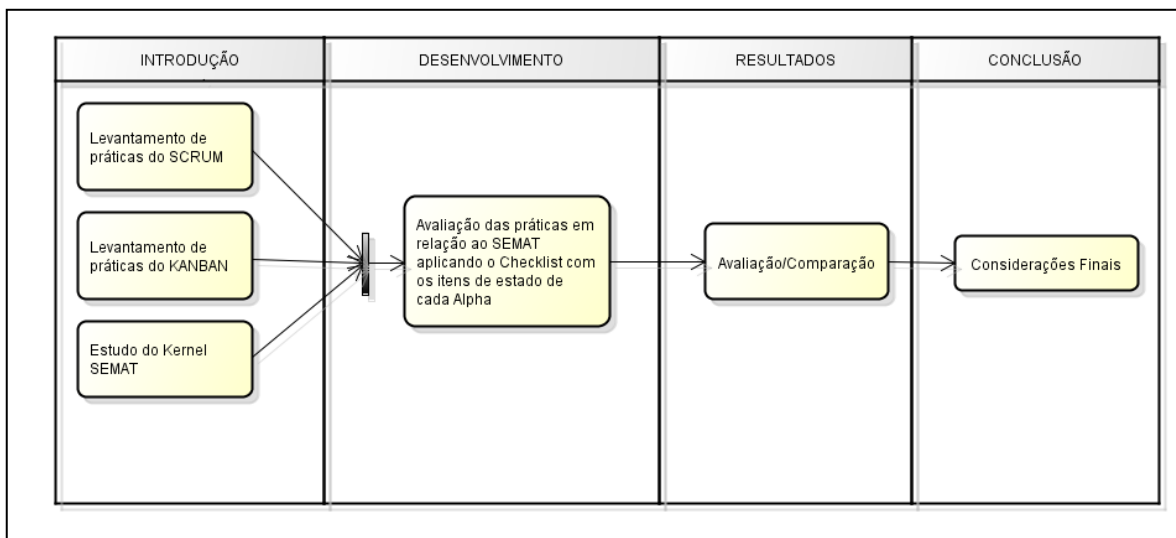 INTRODUÇÃO
DESENVOLVIMENTO
RESULTADOS
CONCLUSÃO
Levantamento de
práticas do SCRUM
Levantamento de
práticas do KANBAN
Estudo do Kernel
SEMAT
Avaliação das práticas em
relação ao SEMAT
aplicando o Checklist com
os itens de estado de
cada Alpha
Avaliação/Comparação
Considerações Finais